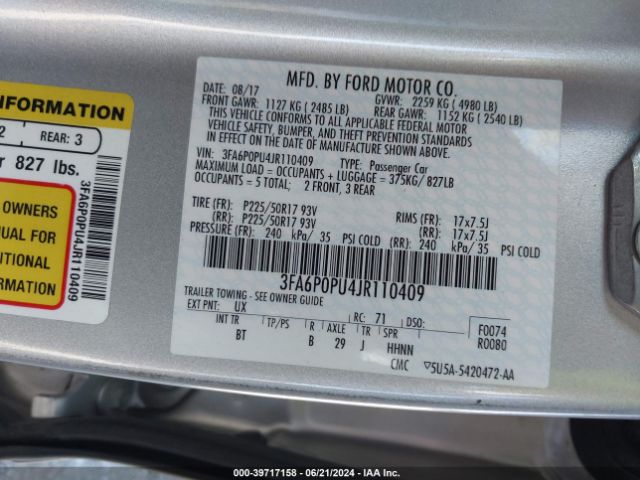 INFORMATION
2
REAR: 3
r 827 lbs.
OWNERS
NUAL FOR
DITIONAL
FORMATION
3FA6P0PU4JR110409
MFD. BY FORD MOTOR CO.
DATE: 08/17 GVWR: 2259 KG ( 4980 LB)
FRONT GAWR: 1127 KG ( 2485 LB) REAR GAWR: 1152 KG ( 2540 LB)
THIS VEHICLE CONFORMS TO ALL APPLICABLE FEDERAL MOTOR
VEHICLE SAFETY, BUMPER, AND THEFT PREVENTION STANDARDS
IN EFFECT ON THE DATE OF MANUFACTURE SHOWN ABOVE.
VIN: 3FA6P0PU4JR110409 TYPE: Passenger Car
MAXIMUM LOAD = OCCUPANTS + LUGGAGE = 375KG/ 827LB
OCCUPANTS = 5 TOTAL; 2 FRONT, 3 REAR
TIRE (FR): P225/50R17 93V RIMS (FR): 17x7.5J
(RR): P225/50R17 93V (RR): 17x7.5J
PRESSURE (FR): 240 kPa/ 35 PSI COLD (RR): 240 kPa/ 35 PSI COLD
3FA6P0PU4JR110409
TRAILER TOWING - SEE OWNER GUIDE
EXT PNT: UX RC: 71 DSO: F0074
INT TR TP/PS R AXLE TR SPR R0080
BT B 29 J HHNN
CMC ▽5U5A-5420472-AA
00-39717158 — 06/21/2024 — IAA Inc.